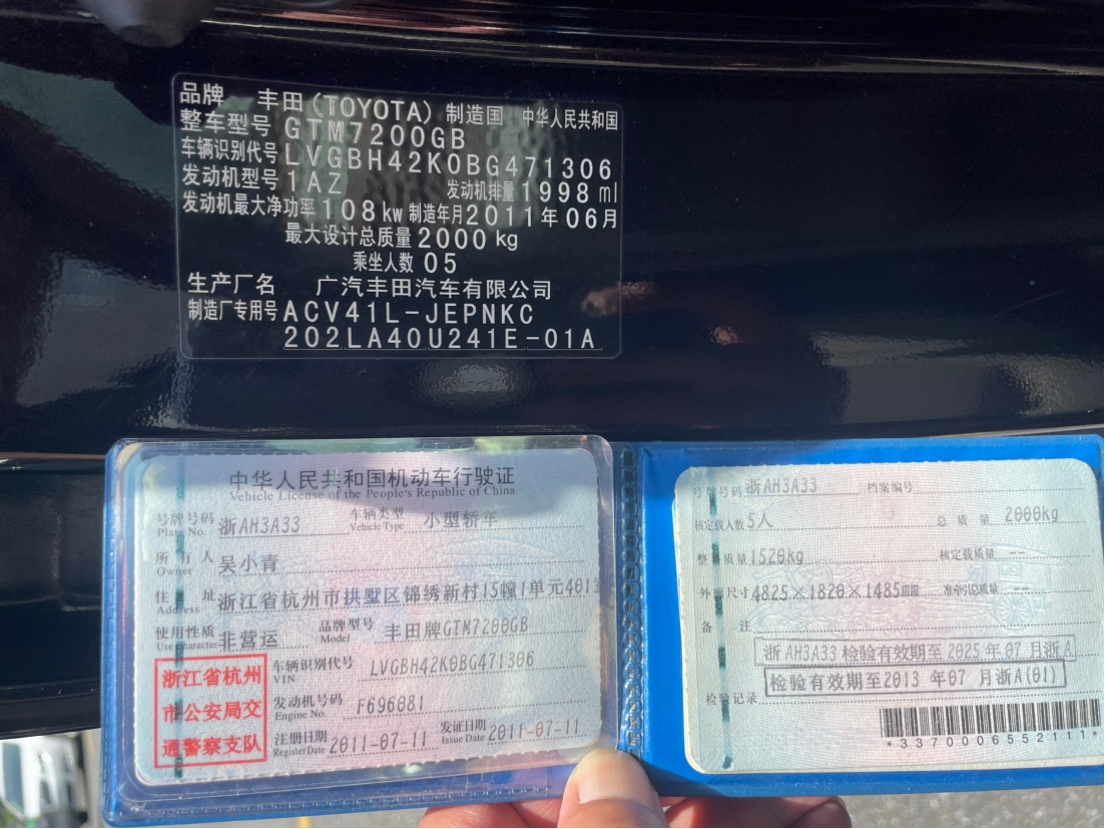 品牌 丰田(TOYOTA) 制造国 中华人民共和国
整车型号 GTM7200GB
车辆识别代号 LVGBH42K0BG471306
发动机型号 1AZ 发动机排量 1998 ml
发动机最大净功率 108 kw 制造年月 2011年06月
最大设计总质量 2000 kg
乘坐人数 05
生产厂名 广汽丰田汽车有限公司
制造厂专用号 ACV41L-JEPNKC
202LA40U241E-01A
中华人民共和国机动车行驶证
Vehicle License of the People's Republic of China
号牌号码 浙AH3A33 车辆类型 小型轿车
Plate No. Vehicle Type
所有人 吴小青
Owner
住址 浙江省杭州市拱墅区锦绣新村15幢1单元401室
Address
使用性质 非营运 品牌型号 丰田牌GTM7200GB
Use Character Model
浙江省杭州
市公安局交
通警察支队
车辆识别代号 LVGBH42K0BG471306
VIN
发动机号码 F696081
Engine No.
注册日期 2011-07-11 发证日期 2011-07-11
Register Date Issue Date
号牌号码 浙AH3A33 档案编号
核定载人数 5人 总质量 2000kg
整备质量 1520kg 核定载质量 --
外廓尺寸 4825×1820×1485mm 准牵引总质量 --
备注
浙AH3A33 检验有效期至 2025年07月浙A
检验有效期至2013年07月浙A(01)
检验记录
*3370006552111*